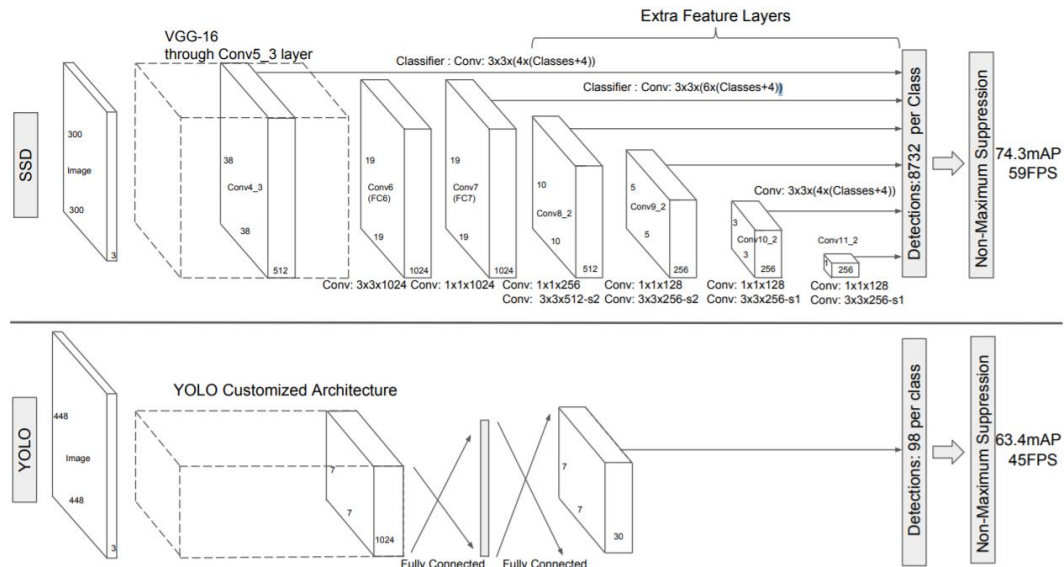 Extra Feature Layers
VGG-16
through Conv5_3 layer
Classifier : Conv: 3x3x(4x(Classes+4))
Classifier : Conv: 3x3x(6x(Classes+4))
SSD
300
Image
300
3
38
Conv4_3
38
512
19
Conv6
(FC6)
19
1024
19
Conv7
(FC7)
19
1024
10
Conv8_2
10
512
5
Conv9_2
5
256
Conv: 3x3x(4x(Classes+4))
3
Conv10_2
3
256
Conv11_2
1
256
Detections:8732 per Class
Non-Maximum Suppression
74.3mAP
59FPS
Conv: 3x3x1024
Conv: 1x1x1024
Conv: 1x1x256
Conv: 3x3x512-s2
Conv: 1x1x128
Conv: 3x3x256-s2
Conv: 1x1x128
Conv: 3x3x256-s1
Conv: 1x1x128
Conv: 3x3x256-s1
YOLO
448
Image
448
3
YOLO Customized Architecture
7
7
1024
Fully Connected
Fully Connected
7
7
30
Detections: 98 per class
Non-Maximum Suppression
63.4mAP
45FPS